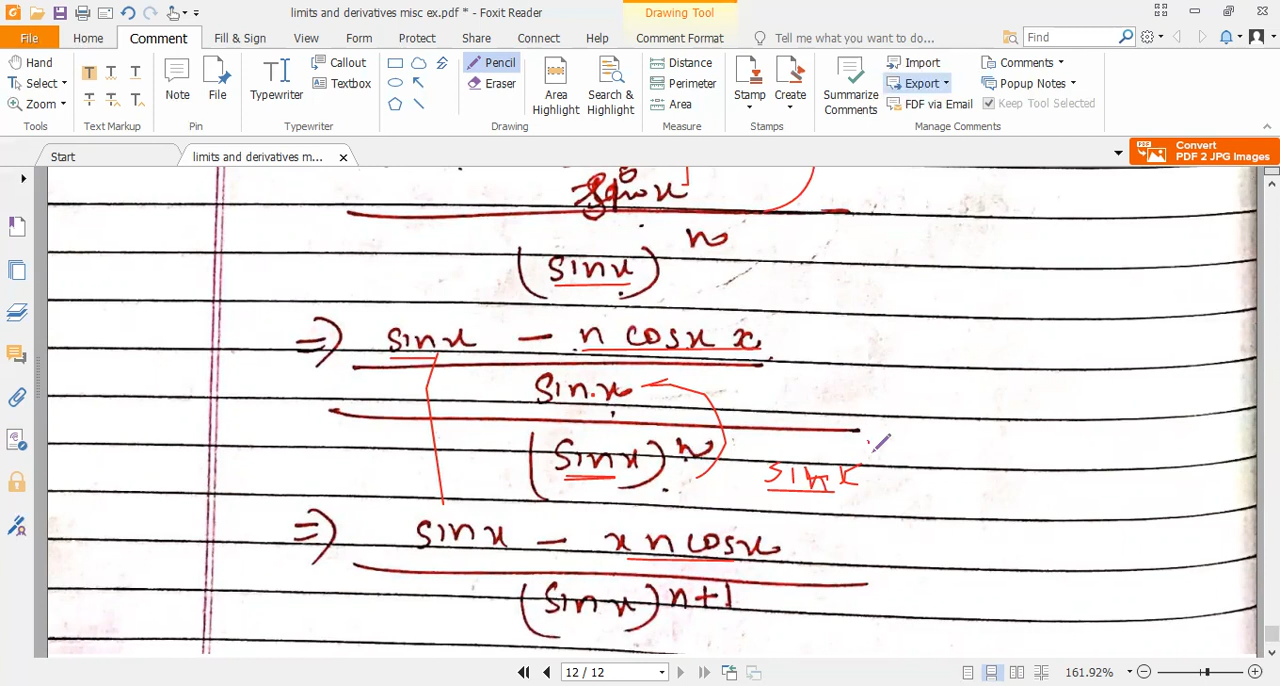 limits and derivatives misc ex.pdf * - Foxit Reader
Drawing Tool
File Home Comment Fill & Sign View Form Protect Share Connect Help Comment Format Tell me what you want to do... Find
Hand Select Zoom Tools
T T T T T T Text Markup
Note File Pin
Typewriter Callout Textbox Typewriter
Pencil Eraser Area Highlight Search & Highlight Drawing
Distance Perimeter Area Measure
Stamp Create Stamps
Summarize Comments Import Export FDF via Email Comments Popup Notes Keep Tool Selected Manage Comments
Start limits and derivatives m...
Convert PDF 2 JPG Images
(sinx) n
=> sinx - n cosx x
sin x
(sin x) n
sin x
=> sinx - x n cosx
(sin x) n+1
12 / 12 161.92%